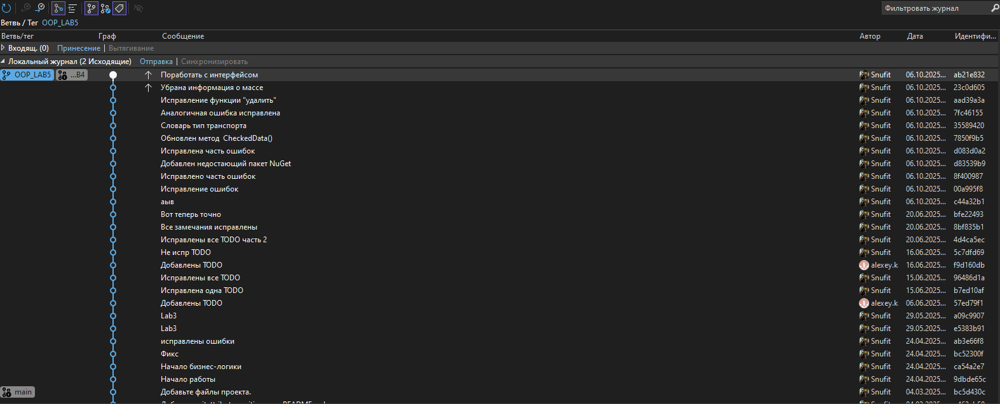 Фильтровать журнал
Ветвь / Тег OOP_LAB5
Ветвь/тег Граф Сообщение Автор Дата Идентифи...
Входящ. (0) Принесение | Вытягивание
Локальный журнал (2 Исходящие) Отправка | Синхронизировать
OOP_LAB5 ...B4 Поработать с интерфейсом Snufit 06.10.2025... ab21e832
Убрана информация о массе Snufit 06.10.2025... 23c0d605
Исправление функции "удалить" Snufit 06.10.2025... aad39a3a
Аналогичная ошибка исправлена Snufit 06.10.2025... 7fc46155
Словарь тип транспорта Snufit 06.10.2025... 35589420
Обновлен метод CheckedData() Snufit 06.10.2025... 7850f9b5
Исправлена часть ошибок Snufit 06.10.2025... d083d0a2
Добавлен недостающий пакет NuGet Snufit 06.10.2025... d83539b9
Исправлено часть ошибок Snufit 06.10.2025... 8f400987
Исправление ошибок Snufit 06.10.2025... 00a995f8
аыв Snufit 06.10.2025... c44a32b1
Вот теперь точно Snufit 20.06.2025... bfe22493
Все замечания исправлены Snufit 20.06.2025... 8bf835b1
Исправлены все TODO часть 2 Snufit 20.06.2025... 4d4ca5ec
Не испр TODO Snufit 16.06.2025... 5c7dfd69
Добавлены TODO alexey.k 16.06.2025... f9d160db
Исправлены все TODO Snufit 15.06.2025... 96486d1a
Исправлена одна TODO Snufit 15.06.2025... b7ed10af
Добавлены TODO alexey.k 06.06.2025... 57ed79f1
Lab3 Snufit 29.05.2025... a09c9907
Lab3 Snufit 29.05.2025... e5383b91
исправлены ошибки Snufit 24.04.2025... ab3e66f8
Фикс Snufit 24.04.2025... bc52300f
Начало бизнес-логики Snufit 24.04.2025... ca54a2e7
Начало работы Snufit 24.04.2025... 9dbde65c
main Добавьте файлы проекта. Snufit 04.03.2025... bc5d430c